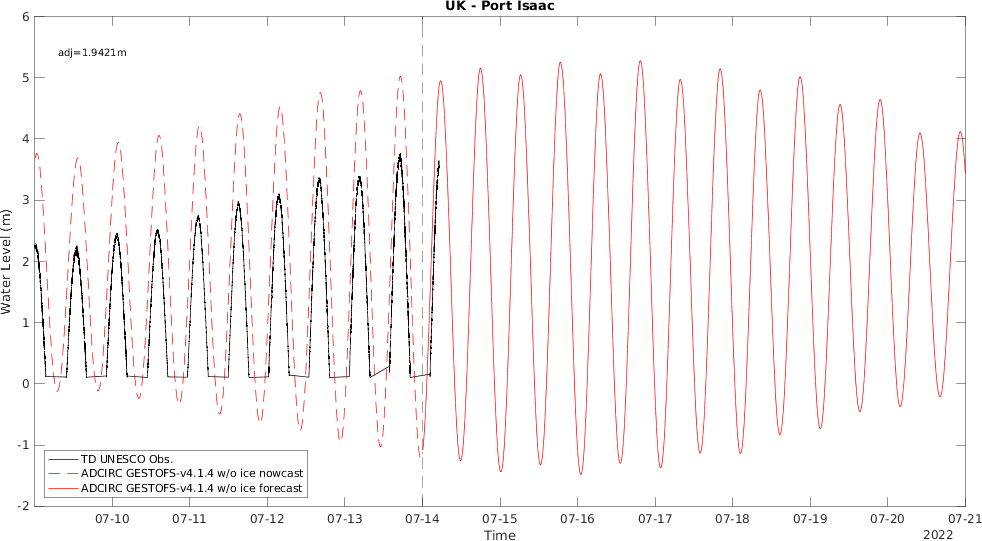 UK - Port Isaac
adj=1.9421m
Water Level (m)
6
5
4
3
2
1
0
-1
-2
TD UNESCO Obs.
ADCIRC GESTOFS-v4.1.4 w/o ice nowcast
ADCIRC GESTOFS-v4.1.4 w/o ice forecast
07-10 07-11 07-12 07-13 07-14 07-15 07-16 07-17 07-18 07-19 07-20 07-21
Time
2022